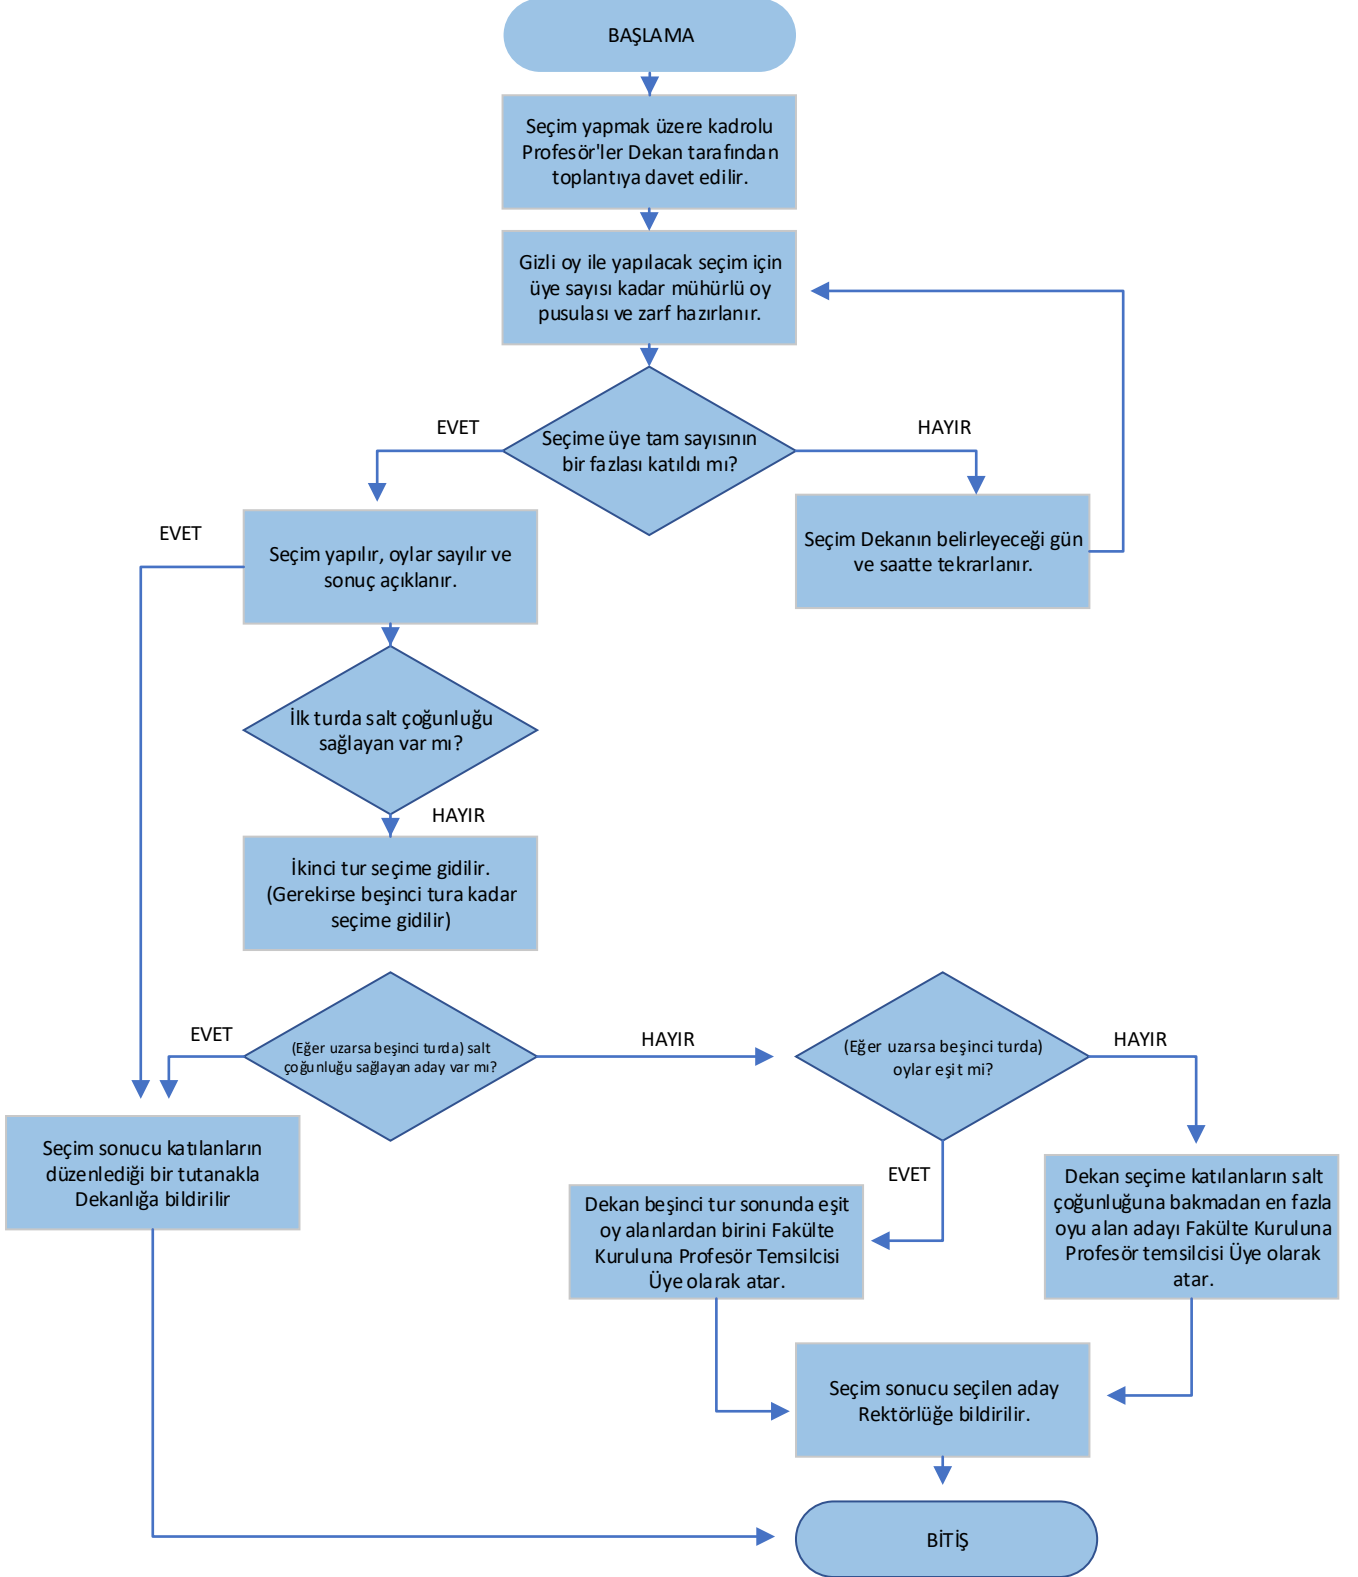 BAŞLAMA
Seçim yapmak üzere kadrolu
Profesör'ler Dekan tarafından
toplantıya davet edilir.
Gizli oy ile yapılacak seçim için
üye sayısı kadar mühürlü oy
pusulası ve zarf hazırlanır.
EVET
Seçime üye tam sayısının
bir fazlası katıldı mı?
HAYIR
EVET
Seçim yapılır, oylar sayılır ve
sonuç açıklanır.
Seçim Dekanın belirleyeceği gün
ve saatte tekrarlanır.
İlk turda salt çoğunluğu
sağlayan var mı?
HAYIR
İkinci tur seçime gidilir.
(Gerekirse beşinci tura kadar
seçime gidilir)
EVET
(Eğer uzarsa beşinci turda) salt
çoğunluğu sağlayan aday var mı?
HAYIR
(Eğer uzarsa beşinci turda)
oylar eşit mi?
HAYIR
EVET
Seçim sonucu katılanların
düzenlediği bir tutanakla
Dekanlığa bildirilir
Dekan beşinci tur sonunda eşit
oy alanlardan birini Fakülte
Kuruluna Profesör Temsilcisi
Üye olarak atar.
Dekan seçime katılanların salt
çoğunluğuna bakmadan en fazla
oyu alan adayı Fakülte Kuruluna
Profesör temsilcisi Üye olarak
atar.
Seçim sonucu seçilen aday
Rektörlüğe bildirilir.
BİTİŞ